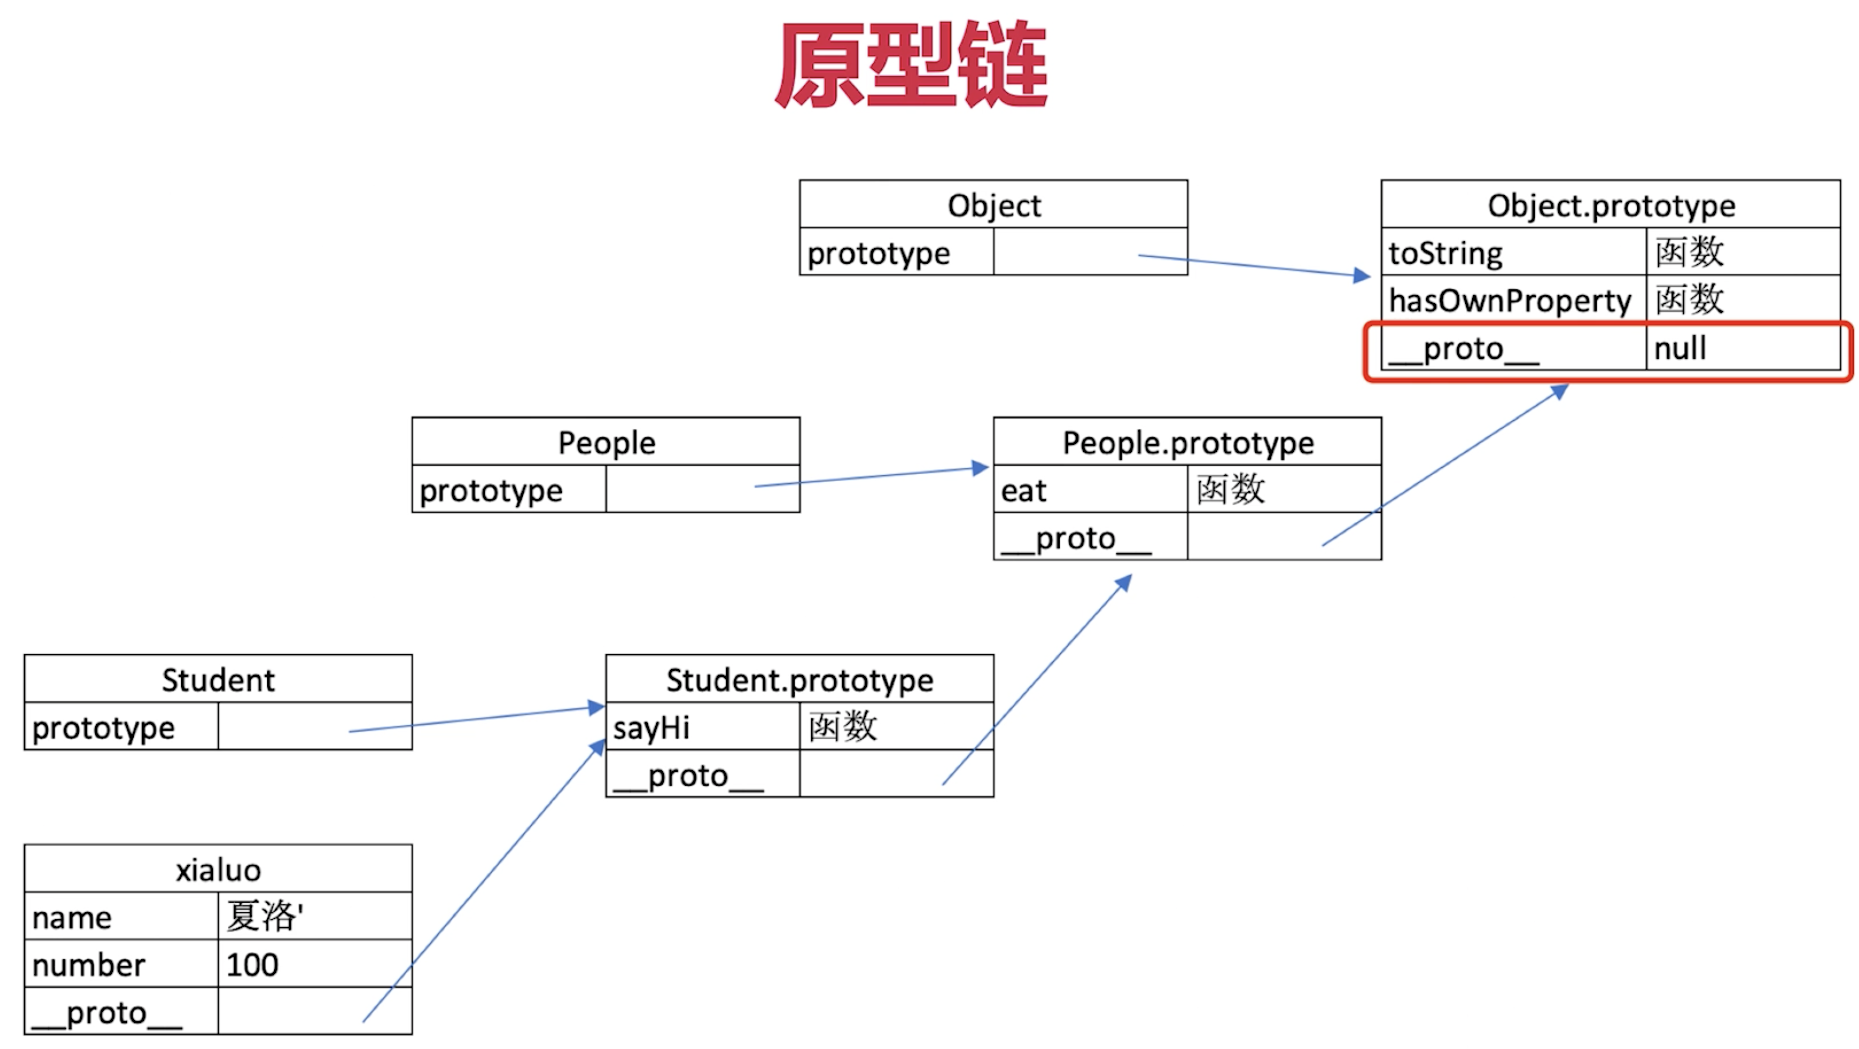 原型链
Object
prototype
Object.prototype
toString 函数
hasOwnProperty 函数
__proto__ null
People
prototype
People.prototype
eat 函数
__proto__
Student
prototype
Student.prototype
sayHi 函数
__proto__
xialuo
name 夏洛'
number 100
__proto__